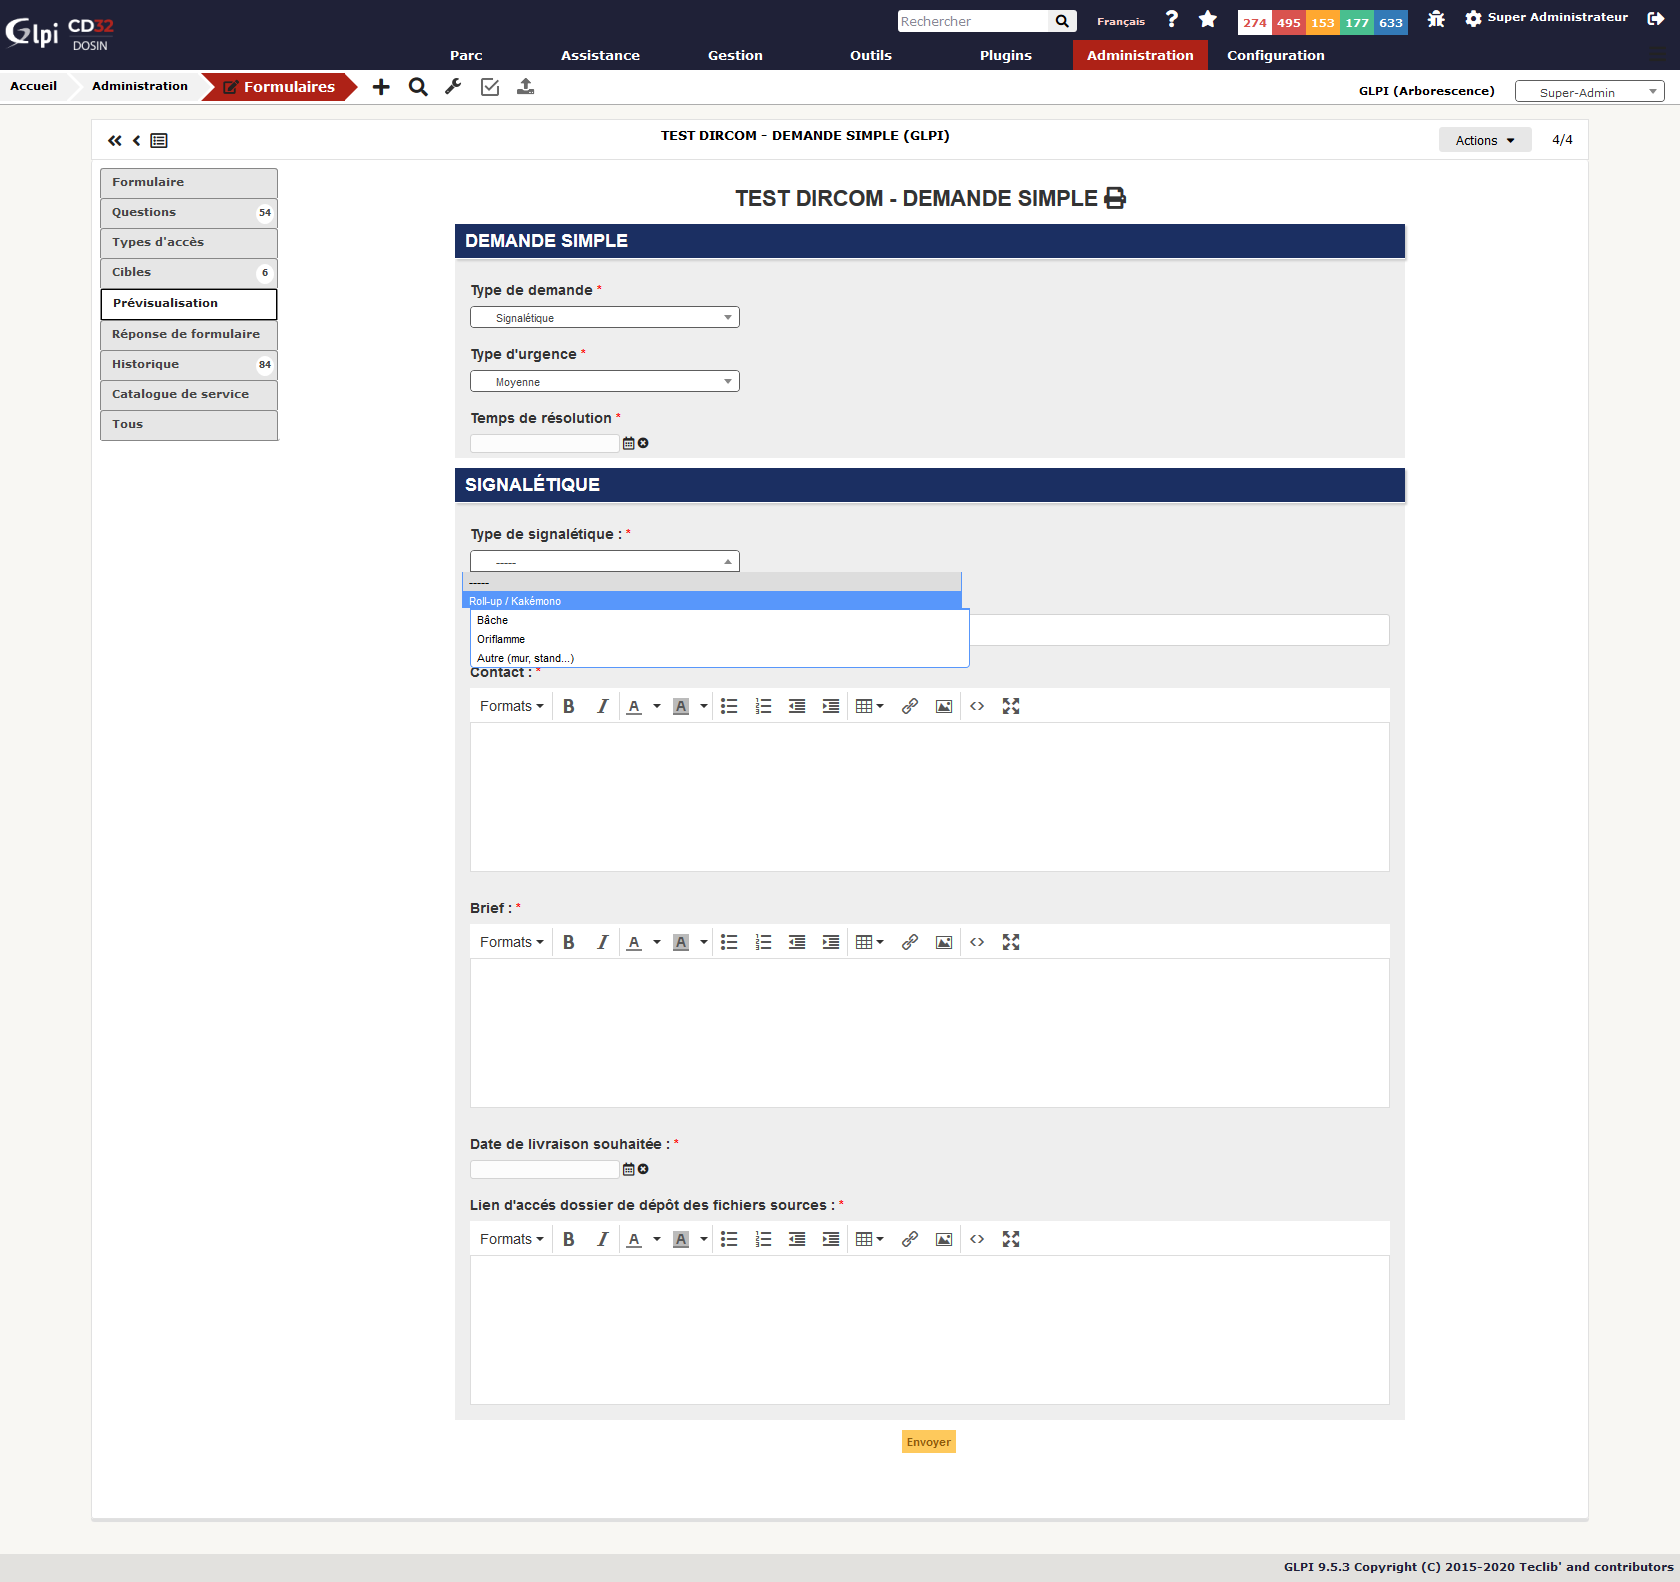 Glpi CD32 DOSIN
Rechercher
Français
274 495 153 177 633
Super Administrateur
Parc Assistance Gestion Outils Plugins Administration Configuration
Accueil Administration Formulaires
GLPI (Arborescence)
Super-Admin
TEST DIRCOM - DEMANDE SIMPLE (GLPI)
Actions
4/4
Formulaire
Questions 54
Types d'accès
Cibles 6
Prévisualisation
Réponse de formulaire
Historique 84
Catalogue de service
Tous
TEST DIRCOM - DEMANDE SIMPLE
DEMANDE SIMPLE
Type de demande *
Signalétique
Type d'urgence *
Moyenne
Temps de résolution *
SIGNALÉTIQUE
Type de signalétique : *
-----
-----
Roll-up / Kakémono
Bâche
Oriflamme
Autre (mur, stand...)
Contact : *
Formats B I A A
Brief : *
Formats B I A A
Date de livraison souhaitée : *
Lien d'accés dossier de dépôt des fichiers sources : *
Formats B I A A
Envoyer
GLPI 9.5.3 Copyright (C) 2015-2020 Teclib' and contributors